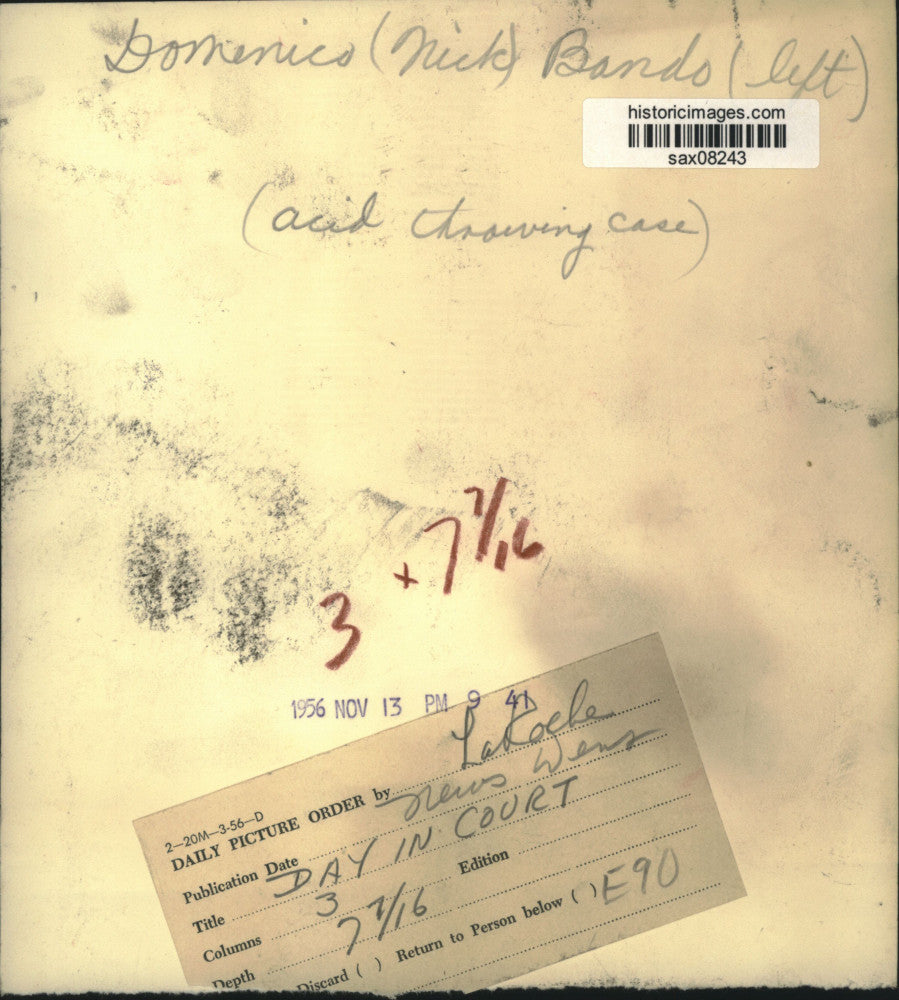 Domenico (Nick) Bando (left)
historicimages.com
sax08243
(acid throwing case)
3 + 7 7/16
1956 NOV 13 PM 9 41
2—20M—3-56—D
DAILY PICTURE ORDER by LaRoche
Publication Date News Wens
Title DAY IN COURT
Columns 3 Edition
Depth 7 7/16
Discard ( ) Return to Person below ( ) E90